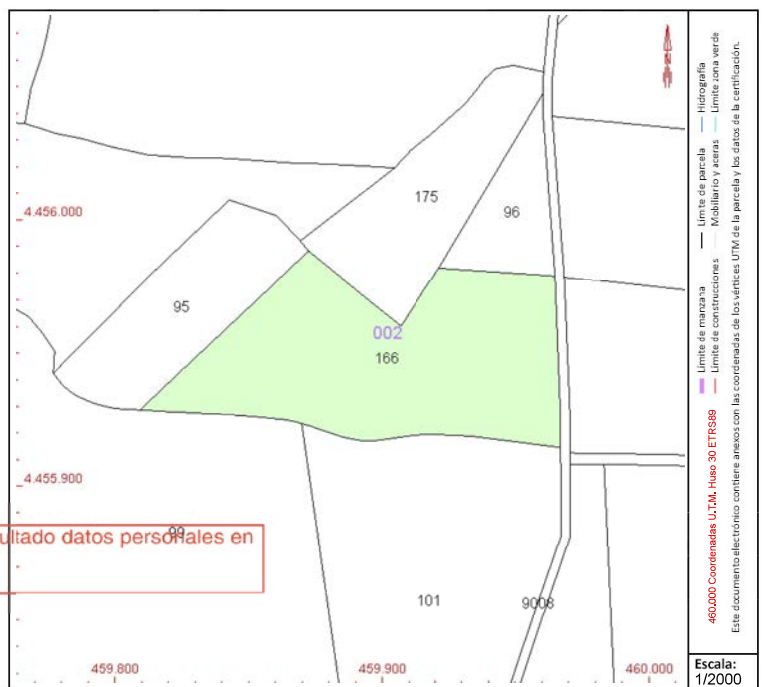 175
4.456.000
96
95
002
166
4.455.900
99
ultado datos personales en
101
9008
459.800
459.900
460.000
460.000 Coordenadas U.T.M. Huso 30 ETRS89
Límite de manzana
Límite de parcela
Hidrografía
Límite de construcciones
Mobiliario y aceras
Límite zona verde
Este documento electrónico contiene anexos con las coordenadas de los vértices UTM de la parcela y los datos de la certificación.
Escala:
1/2000